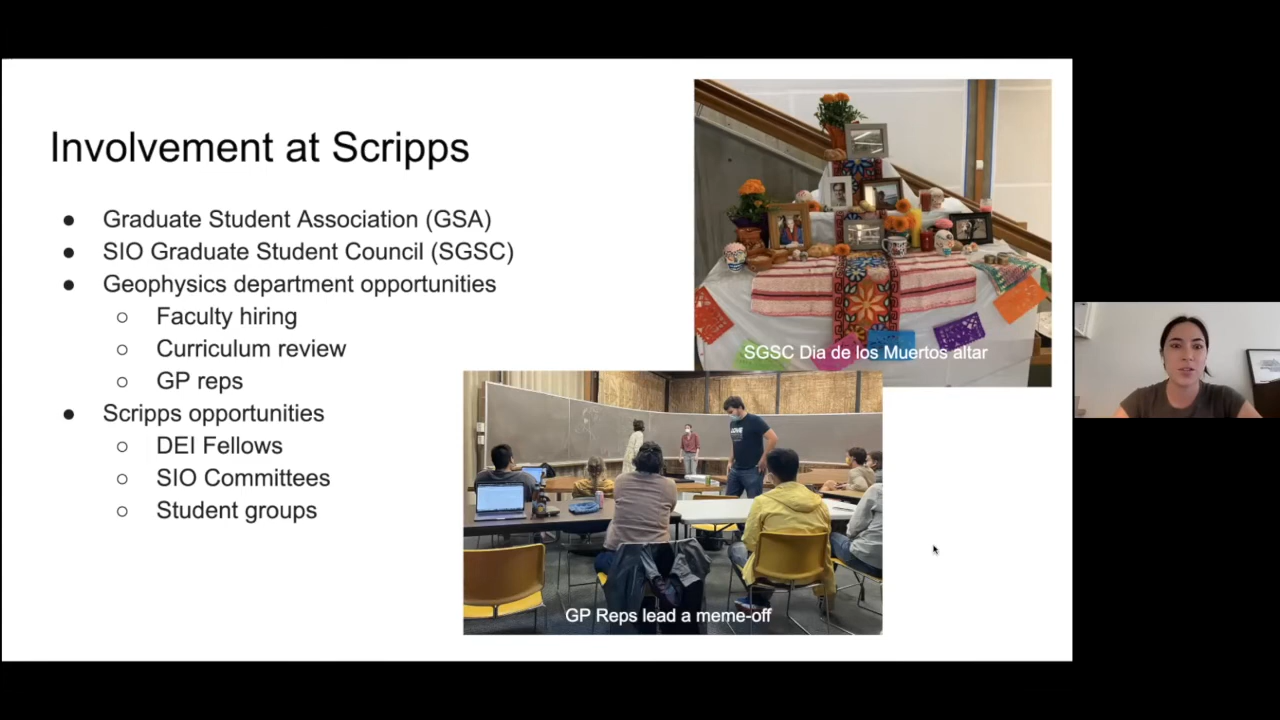 Involvement at Scripps
● Graduate Student Association (GSA)
● SIO Graduate Student Council (SGSC)
● Geophysics department opportunities
○ Faculty hiring
○ Curriculum review
○ GP reps
● Scripps opportunities
○ DEI Fellows
○ SIO Committees
○ Student groups
SGSC Dia de los Muertos altar
GP Reps lead a meme-off